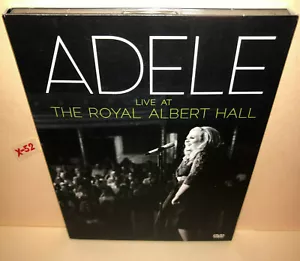 ADELE
LIVE AT
THE ROYAL ALBERT HALL
X-52
DVD